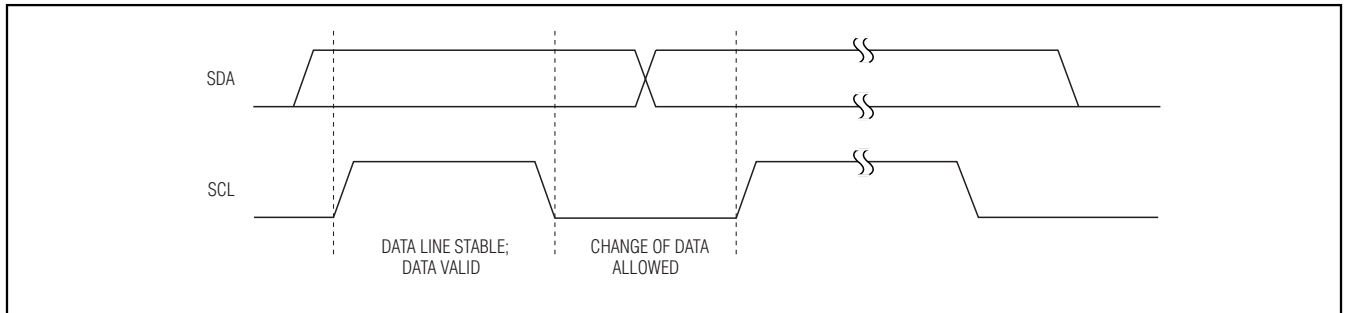 SDA
SCL
DATA LINE STABLE;
DATA VALID
CHANGE OF DATA
ALLOWED